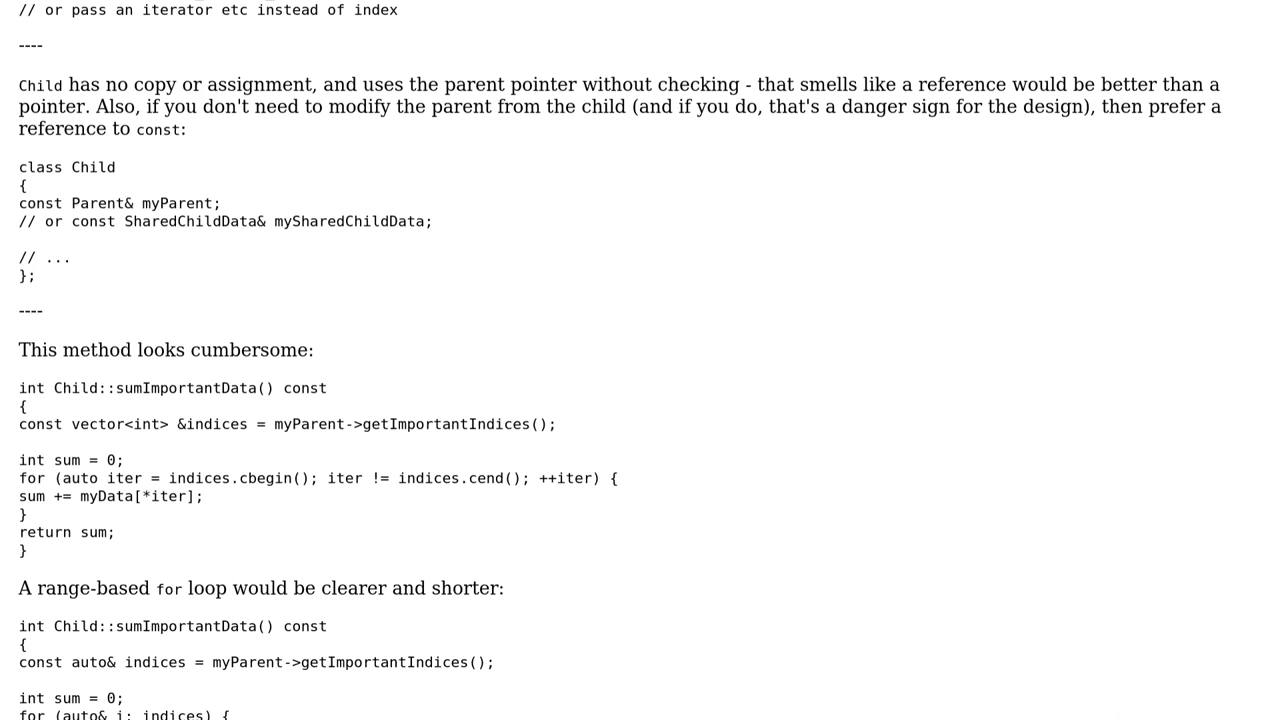 // or pass an iterator etc instead of index
----
Child has no copy or assignment, and uses the parent pointer without checking - that smells like a reference would be better than a
pointer. Also, if you don't need to modify the parent from the child (and if you do, that's a danger sign for the design), then prefer a
reference to const:
class Child
{
const Parent& myParent;
// or const SharedChildData& mySharedChildData;
// ...
};
----
This method looks cumbersome:
int Child::sumImportantData() const
{
const vector<int> &indices = myParent->getImportantIndices();
int sum = 0;
for (auto iter = indices.cbegin(); iter != indices.cend(); ++iter) {
sum += myData[*iter];
}
return sum;
}
A range-based for loop would be clearer and shorter:
int Child::sumImportantData() const
{
const auto& indices = myParent->getImportantIndices();
int sum = 0;
for (auto& i: indices) {